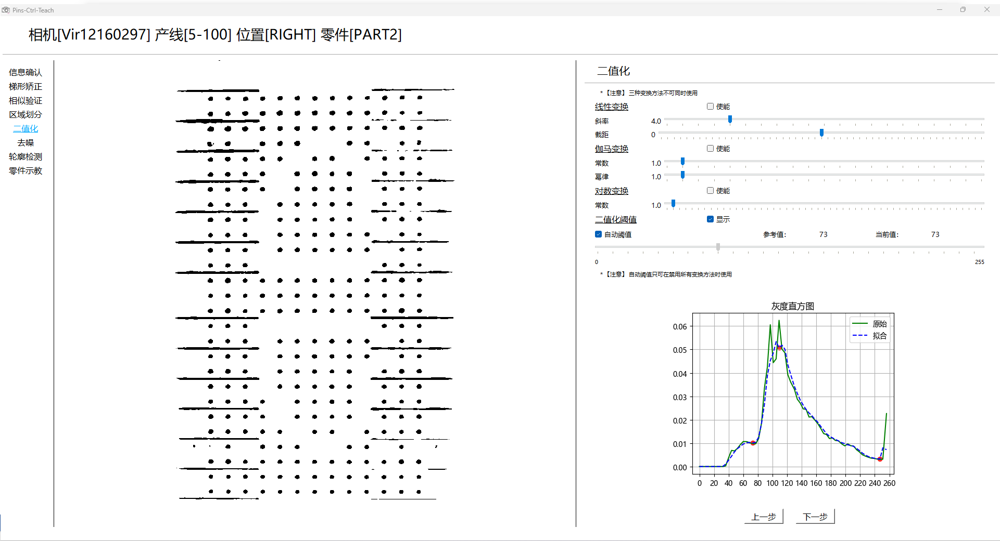 Pins-Ctrl-Teach
相机[Vir12160297] 产线[5-100] 位置[RIGHT] 零件[PART2]
信息确认
梯形矫正
相似验证
区域划分
二值化
去噪
轮廓检测
零件示教
二值化
* 【注意】 三种变换方法不可同时使用
线性变换 使能
斜率 4.0
截距 0
伽马变换 使能
常数 1.0
幂律 1.0
对数变换 使能
常数 1.0
二值化阈值 显示
自动阈值 参考值: 73 当前值: 73
0 255
* 【注意】 自动阈值只可在禁用所有变换方法时使用
灰度直方图
原始
拟合
0.06
0.05
0.04
0.03
0.02
0.01
0.00
0 20 40 60 80 100 120 140 160 180 200 220 240 260
上一步 下一步